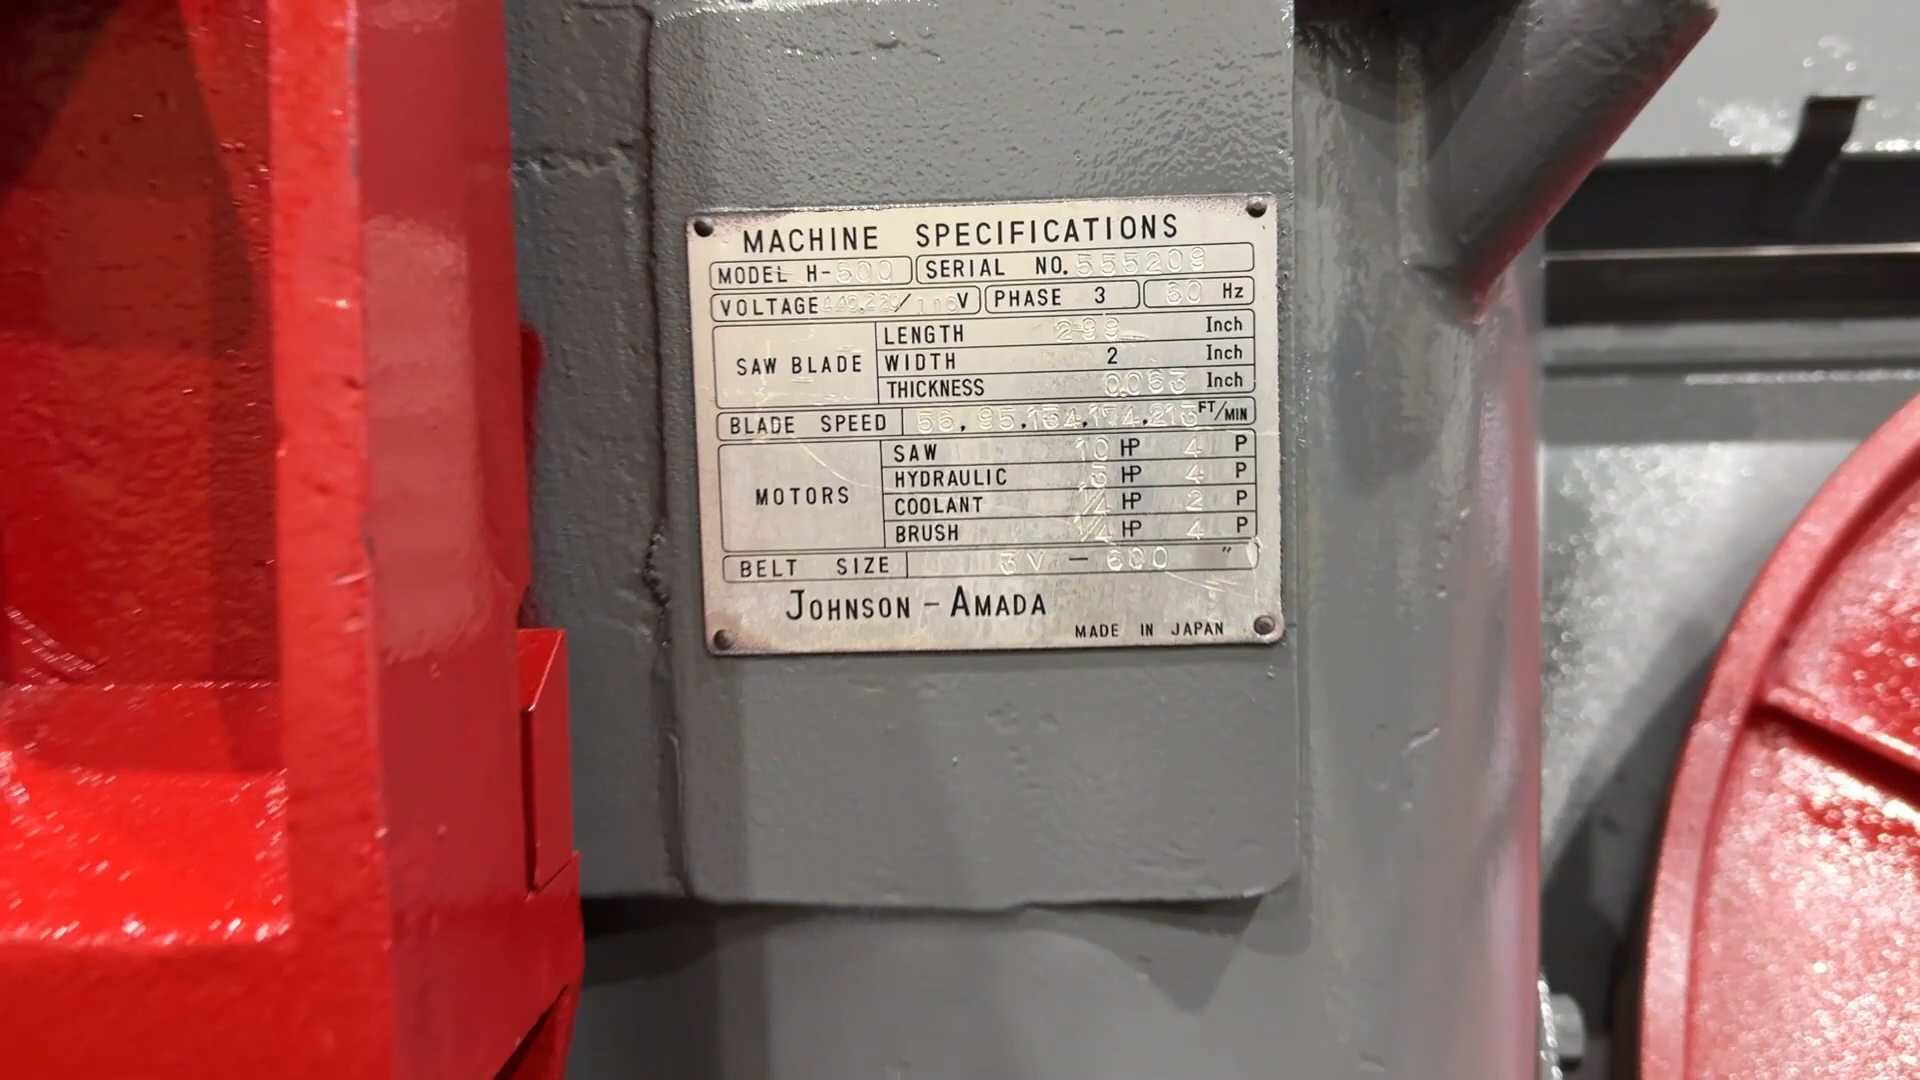 MACHINE SPECIFICATIONS
MODEL H-600 SERIAL NO. 555209
VOLTAGE 440.220/110 V PHASE 3 60 Hz
SAW BLADE
LENGTH 299 Inch
WIDTH 2 Inch
THICKNESS 0.063 Inch
BLADE SPEED 56, 95, 134, 174, 213 FT/MIN
MOTORS
SAW 10 HP 4 P
HYDRAULIC 3 HP 4 P
COOLANT 1/4 HP 2 P
BRUSH 1/4 HP 4 P
BELT SIZE 3V - 600 "
JOHNSON - AMADA
MADE IN JAPAN